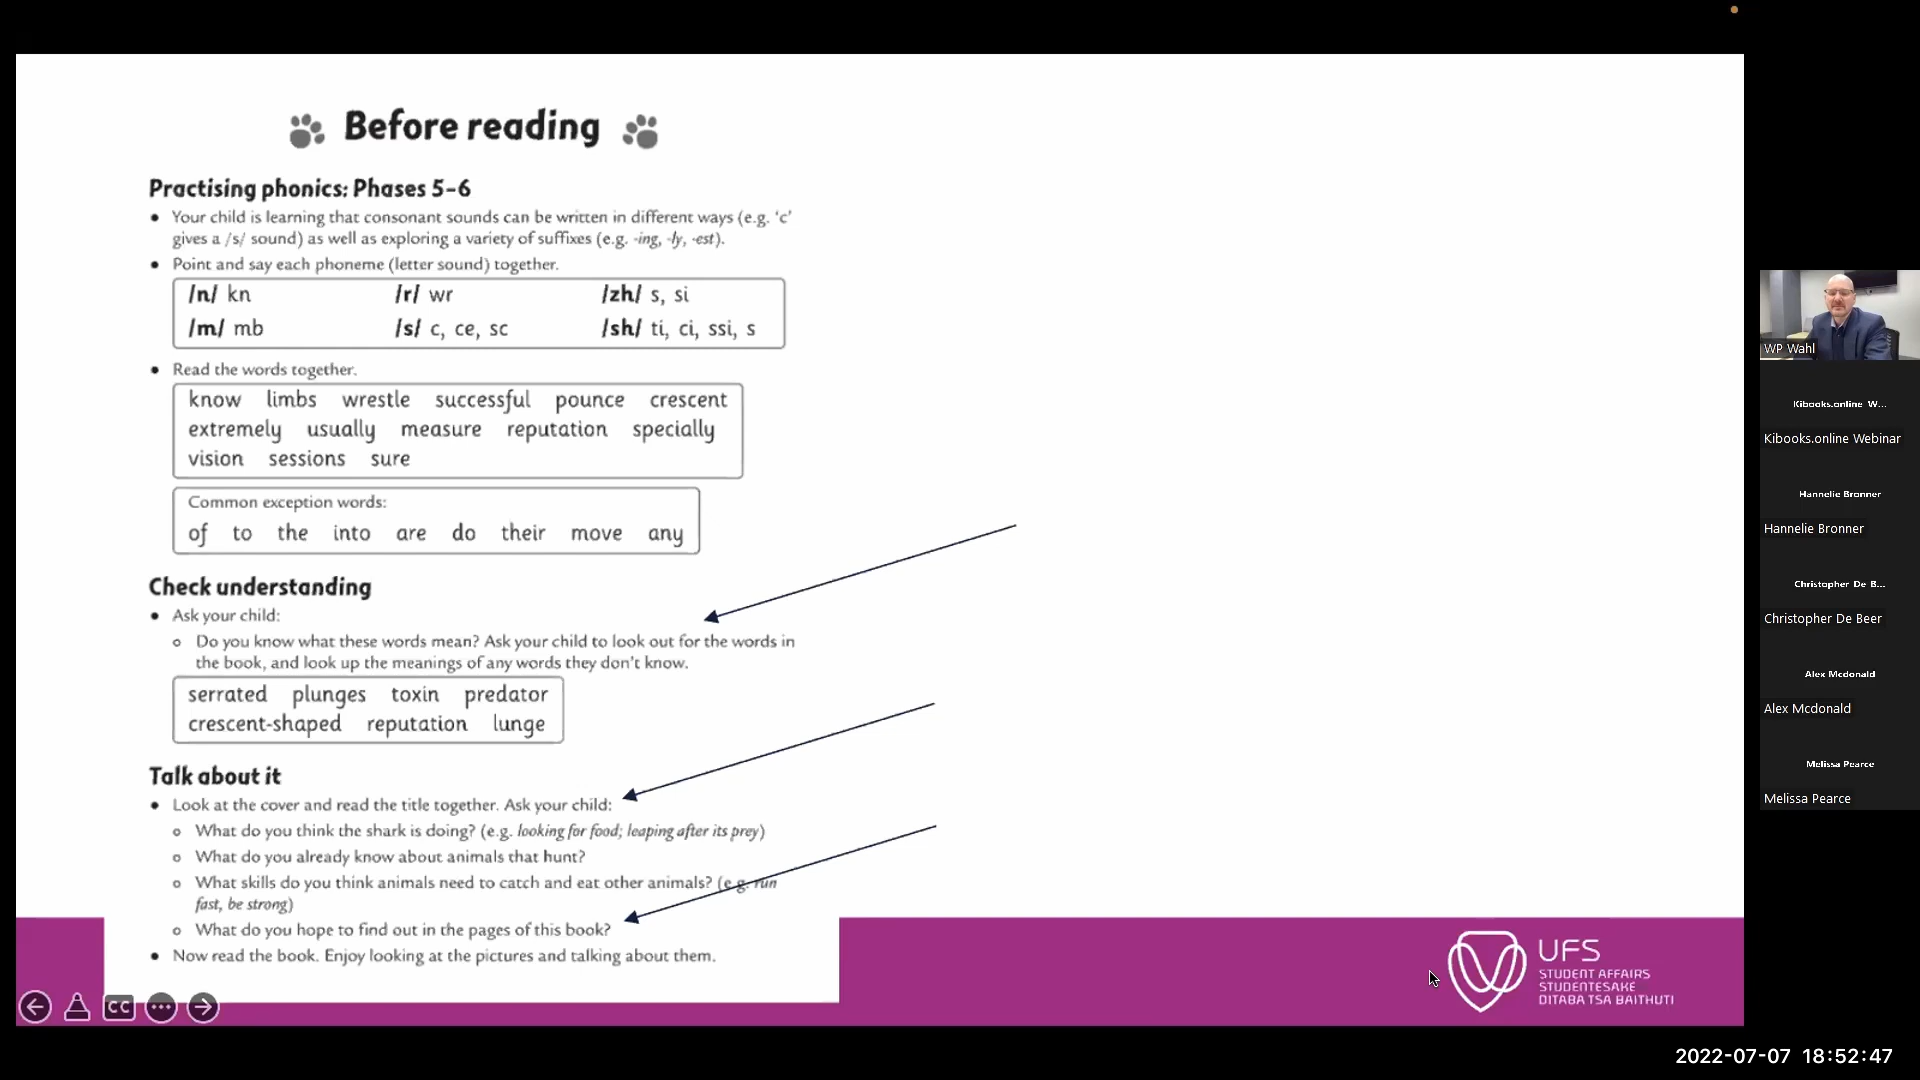 Before reading
Practising phonics: Phases 5–6
• Your child is learning that consonant sounds can be written in different ways (e.g. ‘c’
gives a /s/ sound) as well as exploring a variety of suffixes (e.g. -ing, -ly, -est).
• Point and say each phoneme (letter sound) together.
/n/ kn /r/ wr /zh/ s, si
/m/ mb /s/ c, ce, sc /sh/ ti, ci, ssi, s
• Read the words together.
know limbs wrestle successful pounce crescent
extremely usually measure reputation specially
vision sessions sure
Common exception words:
of to the into are do their move any
Check understanding
• Ask your child:
o Do you know what these words mean? Ask your child to look out for the words in
the book, and look up the meanings of any words they don’t know.
serrated plunges toxin predator
crescent-shaped reputation lunge
Talk about it
• Look at the cover and read the title together. Ask your child:
o What do you think the shark is doing? (e.g. looking for food; leaping after its prey)
o What do you already know about animals that hunt?
o What skills do you think animals need to catch and eat other animals? (e.g. run
fast, be strong)
o What do you hope to find out in the pages of this book?
• Now read the book. Enjoy looking at the pictures and talking about them.
CC
UFS
STUDENT AFFAIRS
STUDENTESAKE
DITABA TSA BAITHUTI
WP Wahl
Kibooks.online W...
Kibooks.online Webinar
Hannelie Bronner
Hannelie Bronner
Christopher De B...
Christopher De Beer
Alex Mcdonald
Alex Mcdonald
Melissa Pearce
Melissa Pearce
2022-07-07 18:52:47